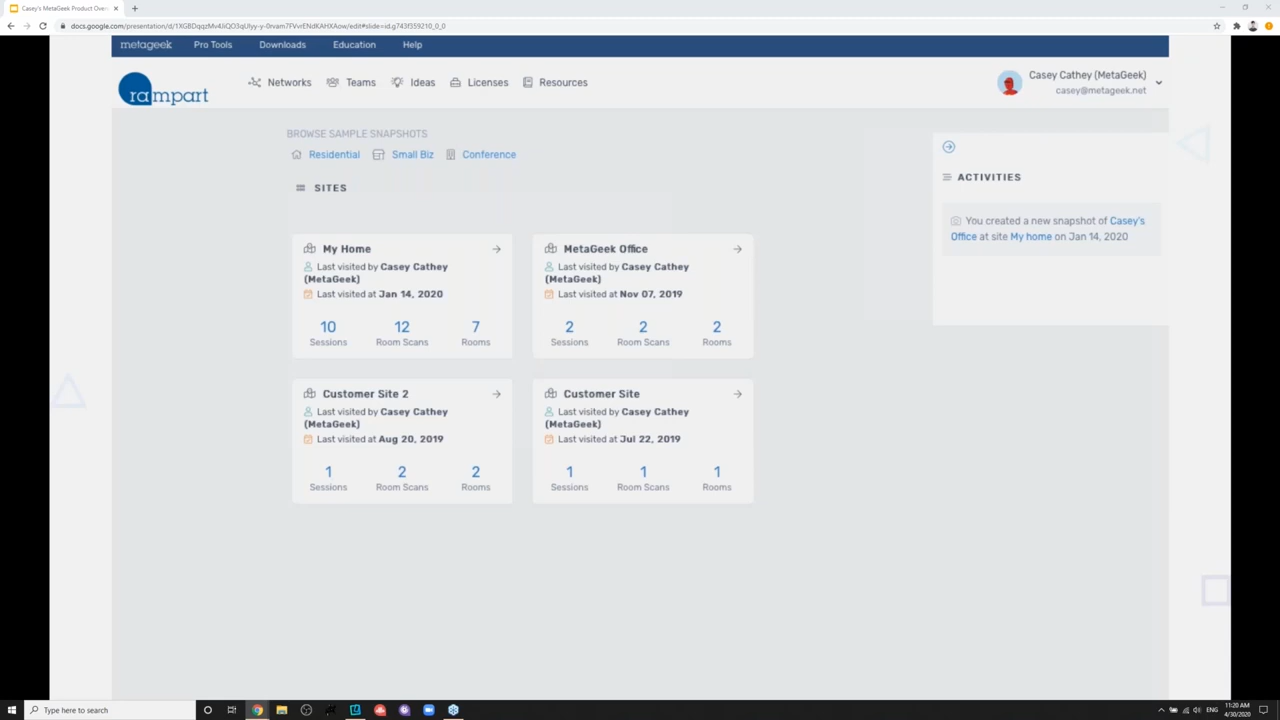 Casey's MetaGeek Product Over
docs.google.com/presentation/d/1XGBDqqzMv4JiQO3qUlyy-y-0rvam7FVvrENdKAHXAow/edit#slide=id.g743f359210_0_0
metageek Pro Tools Downloads Education Help
rampart Networks Teams Ideas Licenses Resources
Casey Cathey (MetaGeek)
casey@metageek.net
BROWSE SAMPLE SNAPSHOTS
Residential Small Biz Conference
SITES
My Home
Last visited by Casey Cathey
(MetaGeek)
Last visited at Jan 14, 2020
10 12 7
Sessions Room Scans Rooms
MetaGeek Office
Last visited by Casey Cathey
(MetaGeek)
Last visited at Nov 07, 2019
2 2 2
Sessions Room Scans Rooms
Customer Site 2
Last visited by Casey Cathey
(MetaGeek)
Last visited at Aug 20, 2019
1 2 2
Sessions Room Scans Rooms
Customer Site
Last visited by Casey Cathey
(MetaGeek)
Last visited at Jul 22, 2019
1 1 1
Sessions Room Scans Rooms
ACTIVITIES
You created a new snapshot of Casey's
Office at site My home on Jan 14, 2020
Type here to search
ENG
11:20 AM
4/30/2020